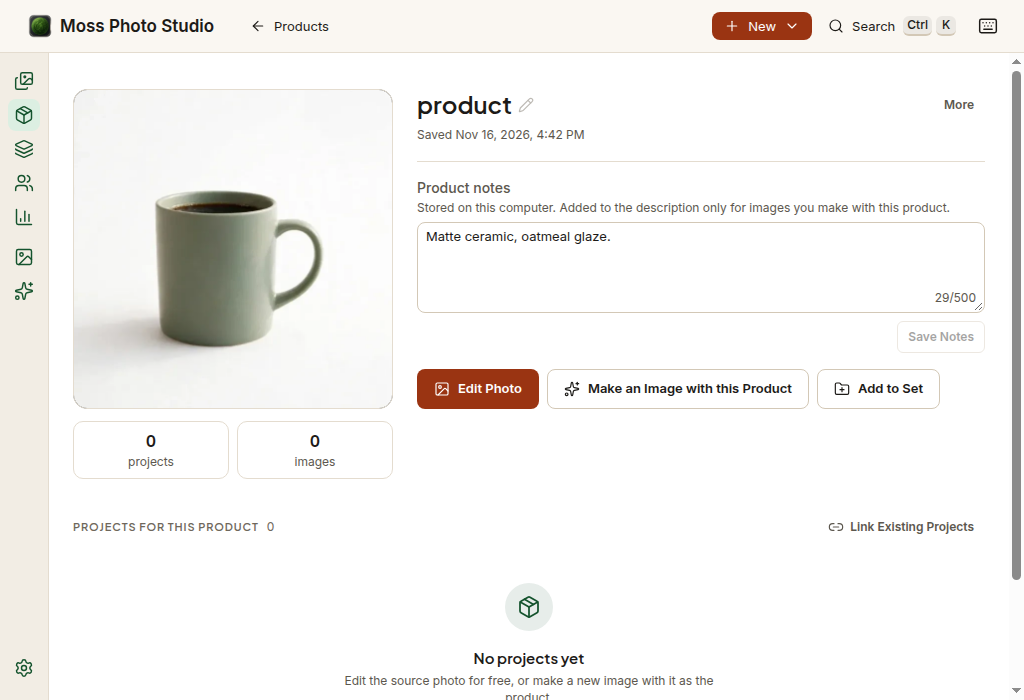 Moss Photo Studio
Products
New
Search
Ctrl
K
product
More
Saved Nov 16, 2026, 4:42 PM
Product notes
Stored on this computer. Added to the description only for images you make with this product.
Matte ceramic, oatmeal glaze.
29/500
Save Notes
Edit Photo
Make an Image with this Product
Add to Set
0
projects
0
images
PROJECTS FOR THIS PRODUCT 0
Link Existing Projects
No projects yet
Edit the source photo for free, or make a new image with it as the
product.